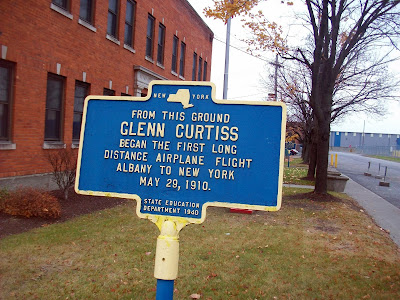 NEW YORK
FROM THIS GROUND
GLENN CURTISS
BEGAN THE FIRST LONG
DISTANCE AIRPLANE FLIGHT
ALBANY TO NEW YORK
MAY 29, 1910.
STATE EDUCATION
DEPARTMENT 1940